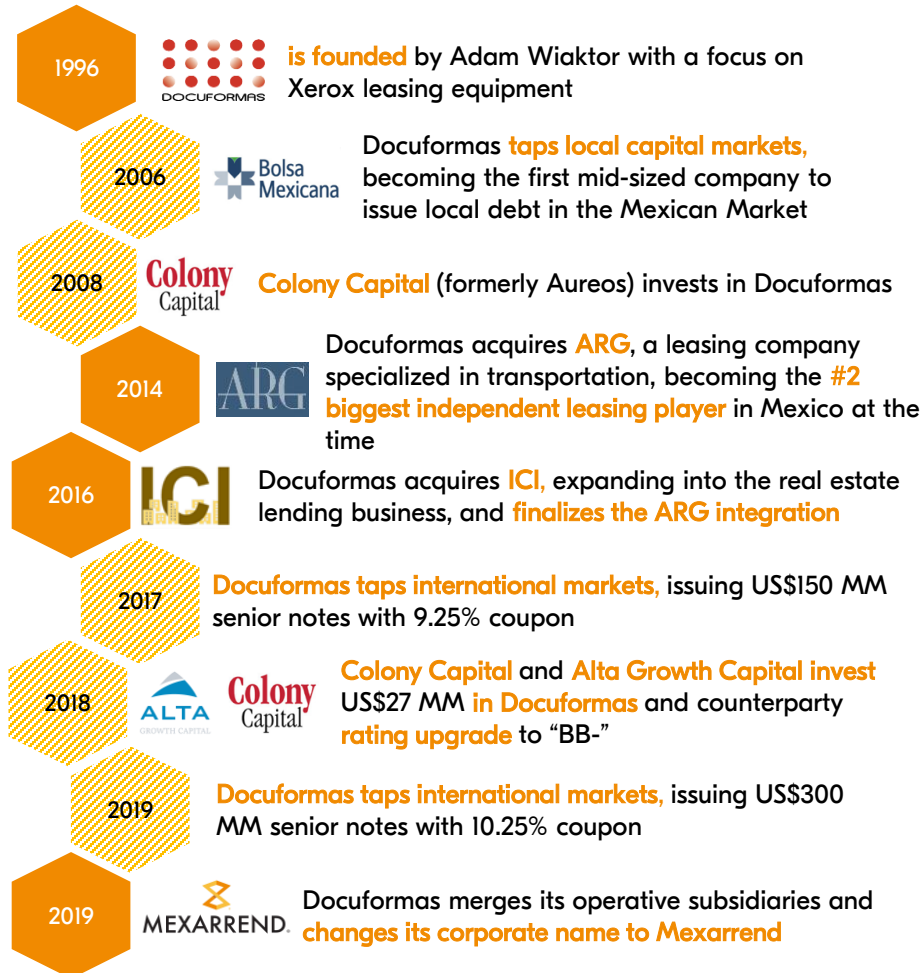 1996
DOCUFORMAS
is founded by Adam Wiaktor with a focus on
Xerox leasing equipment
2006
Bolsa
Mexicana
Docuformas taps local capital markets,
becoming the first mid-sized company to
issue local debt in the Mexican Market
2008
Colony
Capital
Colony Capital (formerly Aureos) invests in Docuformas
2014
ARG
Docuformas acquires ARG, a leasing company
specialized in transportation, becoming the #2
biggest independent leasing player in Mexico at the
time
2016
ICI
Docuformas acquires ICI, expanding into the real estate
lending business, and finalizes the ARG integration
2017
Docuformas taps international markets, issuing US$150 MM
senior notes with 9.25% coupon
2018
ALTA
GROWTH CAPITAL
Colony
Capital
Colony Capital and Alta Growth Capital invest
US$27 MM in Docuformas and counterparty
rating upgrade to “BB-”
2019
Docuformas taps international markets, issuing US$300
MM senior notes with 10.25% coupon
2019
MEXARREND.
Docuformas merges its operative subsidiaries and
changes its corporate name to Mexarrend